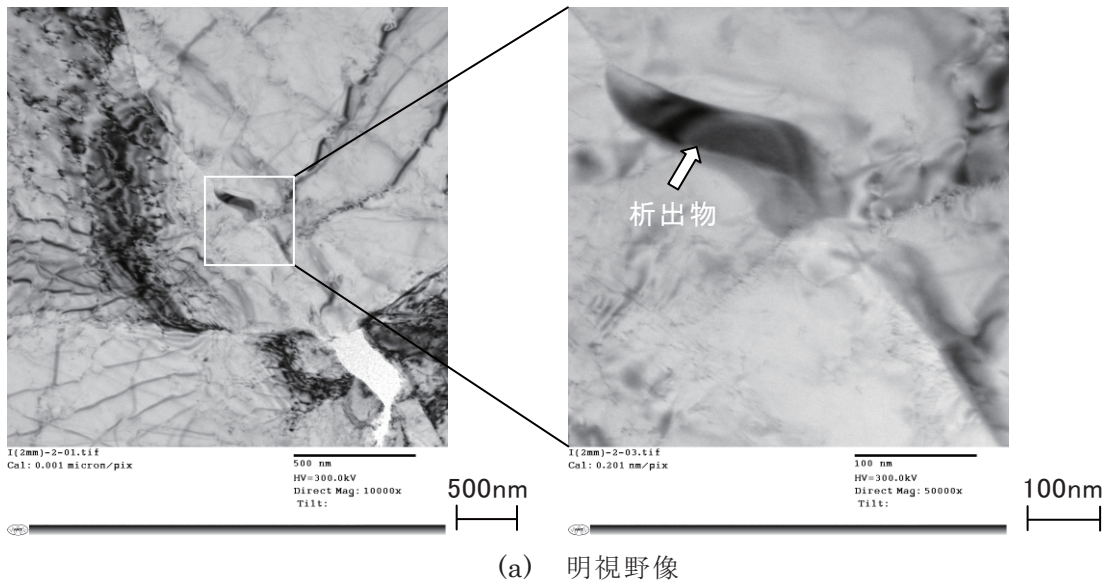 析出物
I(2mm)-2-01.tif
Cal: 0.001 micron/pix
500 nm
HV=300.0kV
Direct Mag: 10000x
Tilt:
500nm
I(2mm)-2-03.tif
Cal: 0.201 nm/pix
100 nm
HV=300.0kV
Direct Mag: 50000x
Tilt:
100nm
(a) 明視野像